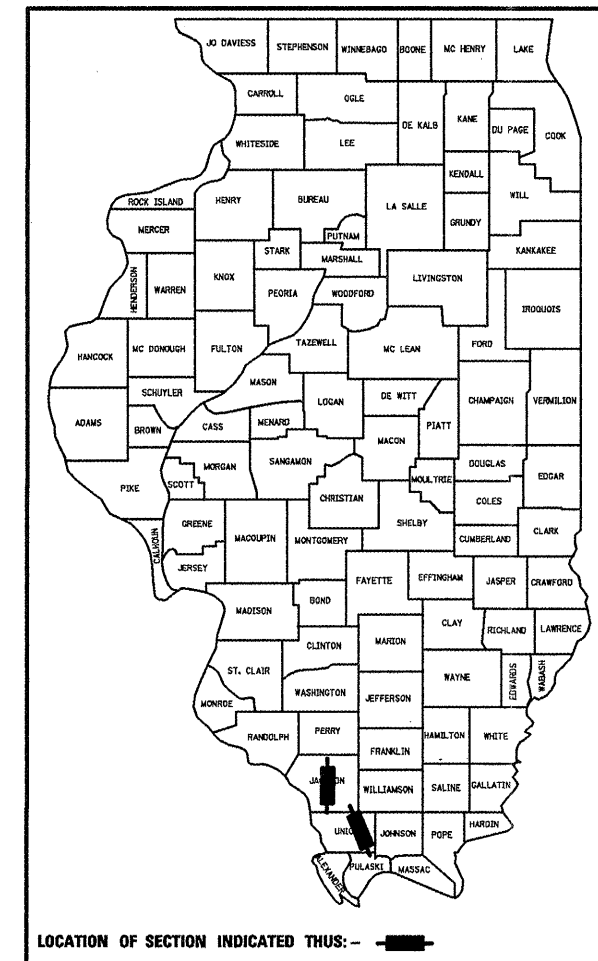 JO DAVIESS STEPHENSON WINNEBAGO BOONE MC HENRY LAKE
CARROLL OGLE DE KALB KANE DU PAGE COOK
WHITESIDE LEE KENDALL WILL
ROCK ISLAND HENRY BUREAU LA SALLE GRUNDY
MERCER PUTNAM KANKAKEE
HENDERSON WARREN KNOX STARK MARSHALL LIVINGSTON
PEORIA WOODFORD IROQUOIS
HANCOCK MC DONOUGH FULTON TAZEWELL MC LEAN FORD
MASON
SCHUYLER LOGAN DE WITT CHAMPAIGN VERMILION
ADAMS BROWN CASS MENARD MACON PIATT
PIKE SCOTT MORGAN SANGAMON MOULTRIE DOUGLAS EDGAR
CHRISTIAN COLES
GREENE MACOUPIN MONTGOMERY SHELBY CUMBERLAND CLARK
CALHOUN JERSEY
FAYETTE EFFINGHAM JASPER CRAWFORD
MADISON BOND CLAY RICHLAND LAWRENCE
CLINTON MARION
ST. CLAIR WAYNE EDWARDS WABASH
WASHINGTON JEFFERSON
MONROE
RANDOLPH PERRY HAMILTON WHITE
FRANKLIN
WILLIAMSON SALINE GALLATIN
JOHNSON POPE HARDIN
ALEXANDER PULASKI MASSAC
LOCATION OF SECTION INDICATED THUS: –